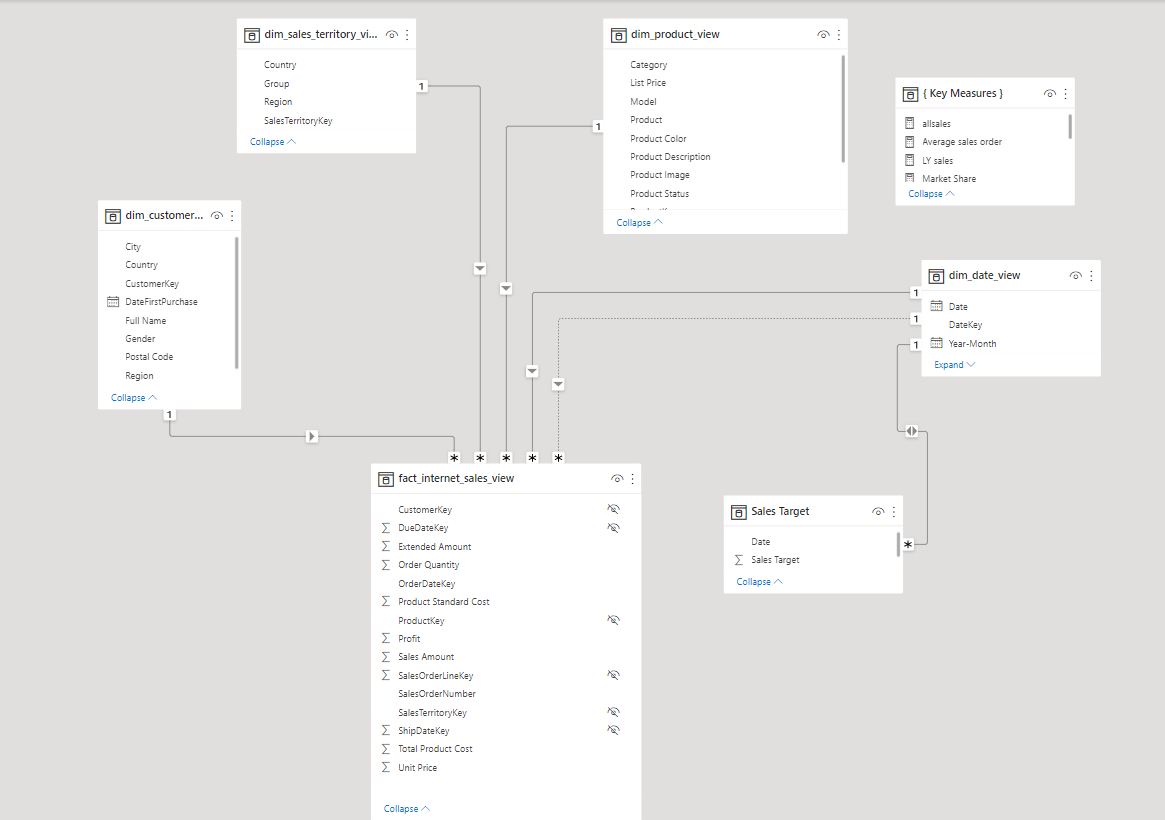 dim_sales_territory_vi...
Country
Group
Region
SalesTerritoryKey
Collapse
1
dim_product_view
Category
List Price
Model
Product
Product Color
Product Description
Product Image
Product Status
Collapse
1
{ Key Measures }
allsales
Average sales order
LY sales
Market Share
Collapse
dim_customer...
City
Country
CustomerKey
DateFirstPurchase
Full Name
Gender
Postal Code
Region
Collapse
1
dim_date_view
Date
DateKey
Year-Month
Expand
1
1
1
* * * * *
fact_internet_sales_view
CustomerKey
∑ DueDateKey
∑ Extended Amount
∑ Order Quantity
OrderDateKey
∑ Product Standard Cost
ProductKey
∑ Profit
∑ Sales Amount
∑ SalesOrderLineKey
SalesOrderNumber
SalesTerritoryKey
∑ ShipDateKey
∑ Total Product Cost
∑ Unit Price
Collapse
Sales Target
Date
∑ Sales Target
Collapse
*